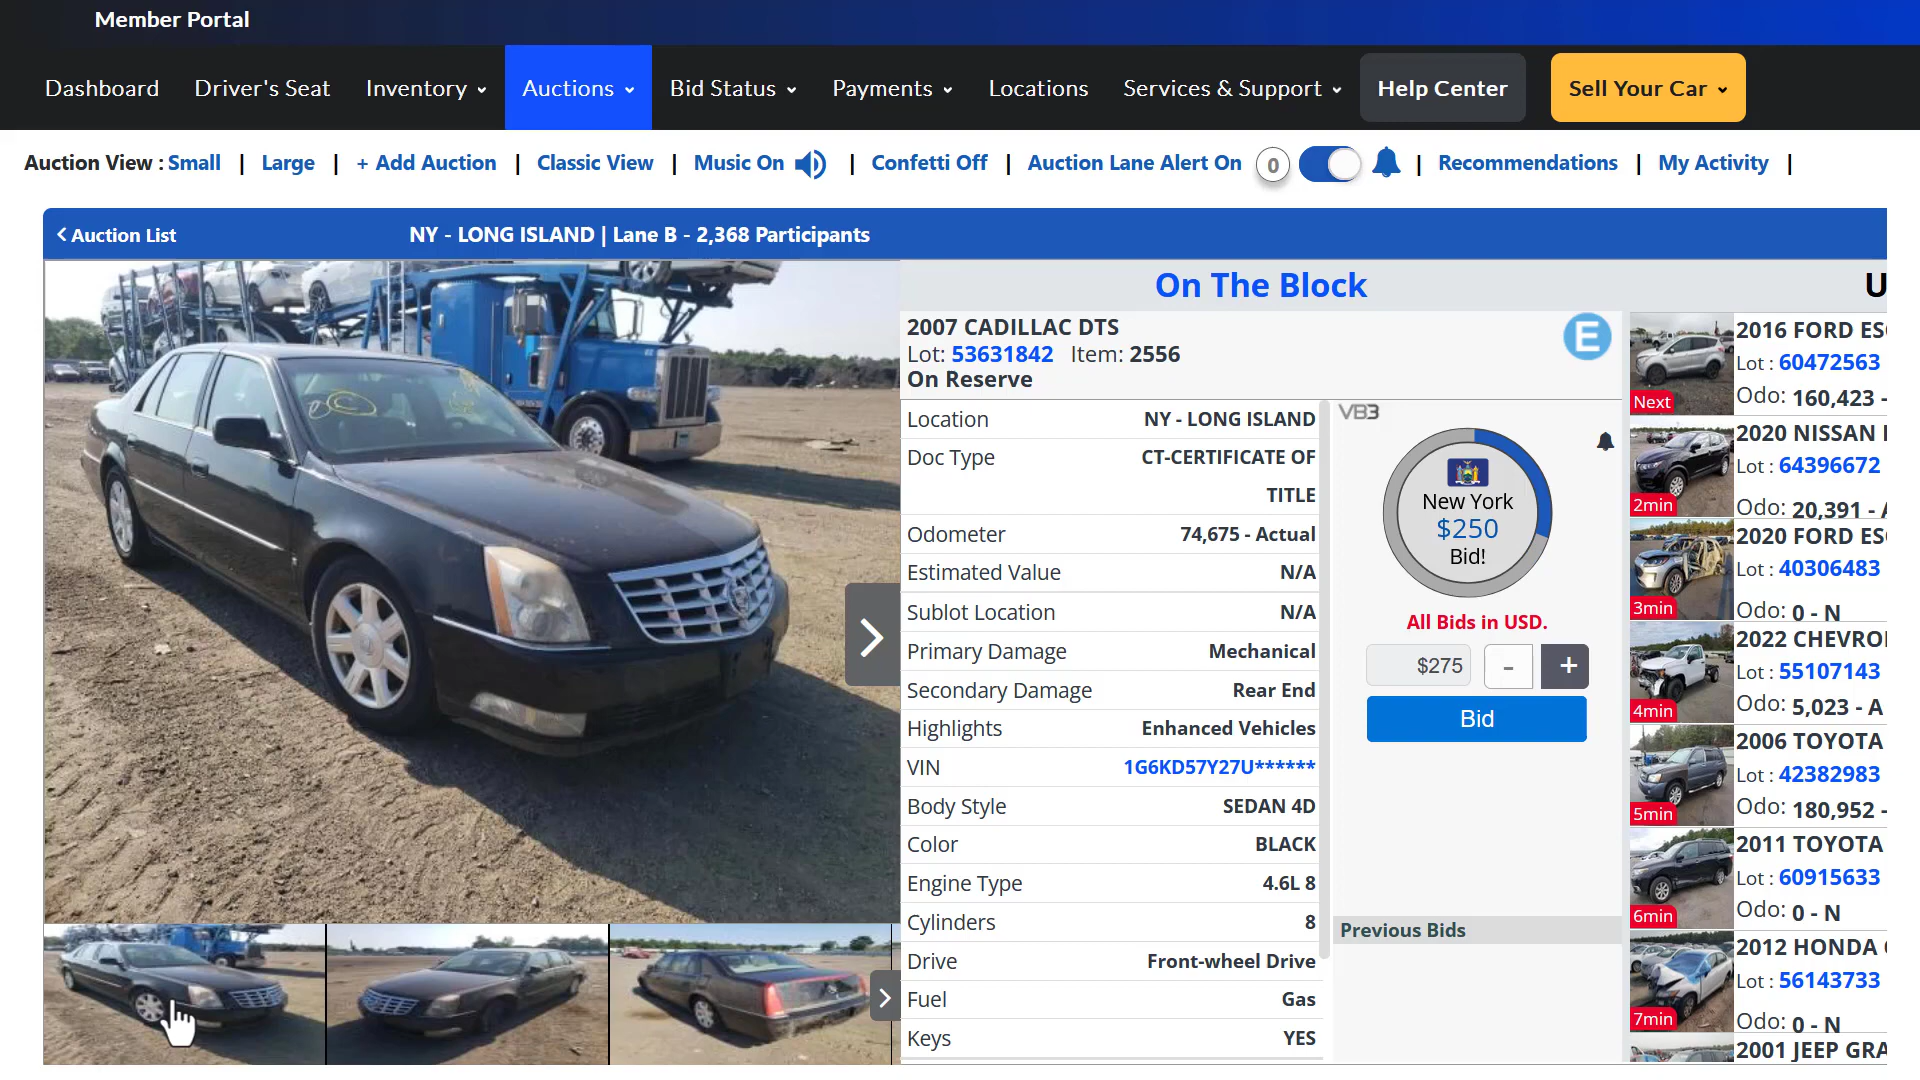 Member Portal
Dashboard
Driver's Seat
Inventory
Auctions
Bid Status
Payments
Locations
Services & Support
Help Center
Sell Your Car
Auction View : Small | Large | + Add Auction | Classic View | Music On | Confetti Off | Auction Lane Alert On 0 | Recommendations | My Activity |
Auction List
NY - LONG ISLAND | Lane B - 2,368 Participants
On The Block
2007 CADILLAC DTS
Lot: 53631842 Item: 2556
On Reserve
E
Location NY - LONG ISLAND
Doc Type CT-CERTIFICATE OF
TITLE
Odometer 74,675 - Actual
Estimated Value N/A
Sublot Location N/A
Primary Damage Mechanical
Secondary Damage Rear End
Highlights Enhanced Vehicles
VIN 1G6KD57Y27U******
Body Style SEDAN 4D
Color BLACK
Engine Type 4.6L 8
Cylinders 8
Drive Front-wheel Drive
Fuel Gas
Keys YES
VB3
New York
$250
Bid!
All Bids in USD.
$275 - +
Bid
Previous Bids
U
2016 FORD ES
Lot : 60472563
Odo: 160,423 -
Next
2020 NISSAN
Lot : 64396672
Odo: 20,391 -
2min
2020 FORD ES
Lot : 40306483
Odo: 0 - N
3min
2022 CHEVRO
Lot : 55107143
Odo: 5,023 - A
4min
2006 TOYOTA
Lot : 42382983
Odo: 180,952 -
5min
2011 TOYOTA
Lot : 60915633
Odo: 0 - N
6min
2012 HONDA
Lot : 56143733
Odo: 0 - N
7min
2001 JEEP GRA